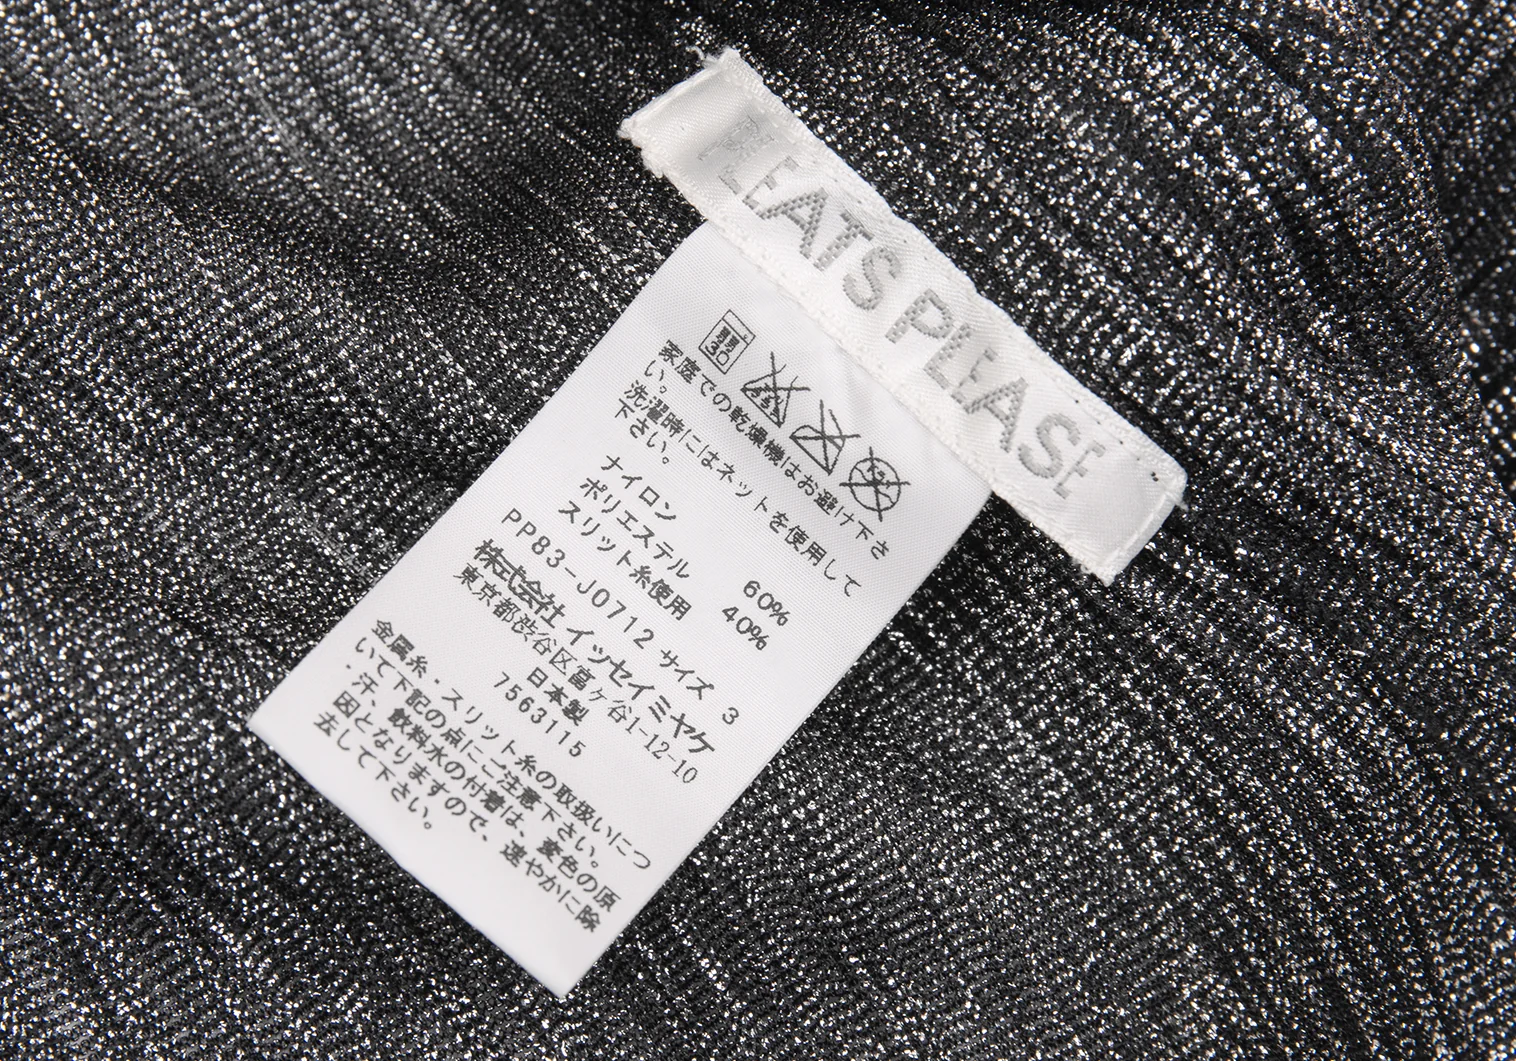 PLEATS PLEASE
弱
30
家庭での乾燥機はお避け下さ
い。
洗濯時にはネットを使用して
下さい。
ナイロン 60%
ポリエステル 40%
スリット糸使用
PP83-J0712 サイズ 3
株式会社 イッセイミヤケ
東京都渋谷区富ヶ谷1-12-10
日本製
7563115
金属糸・スリット糸の取扱いにつ
いて下記の点にご注意下さい。
・汗、飲料水の付着は、変色の原
因となりますので、速やかに除
去して下さい。